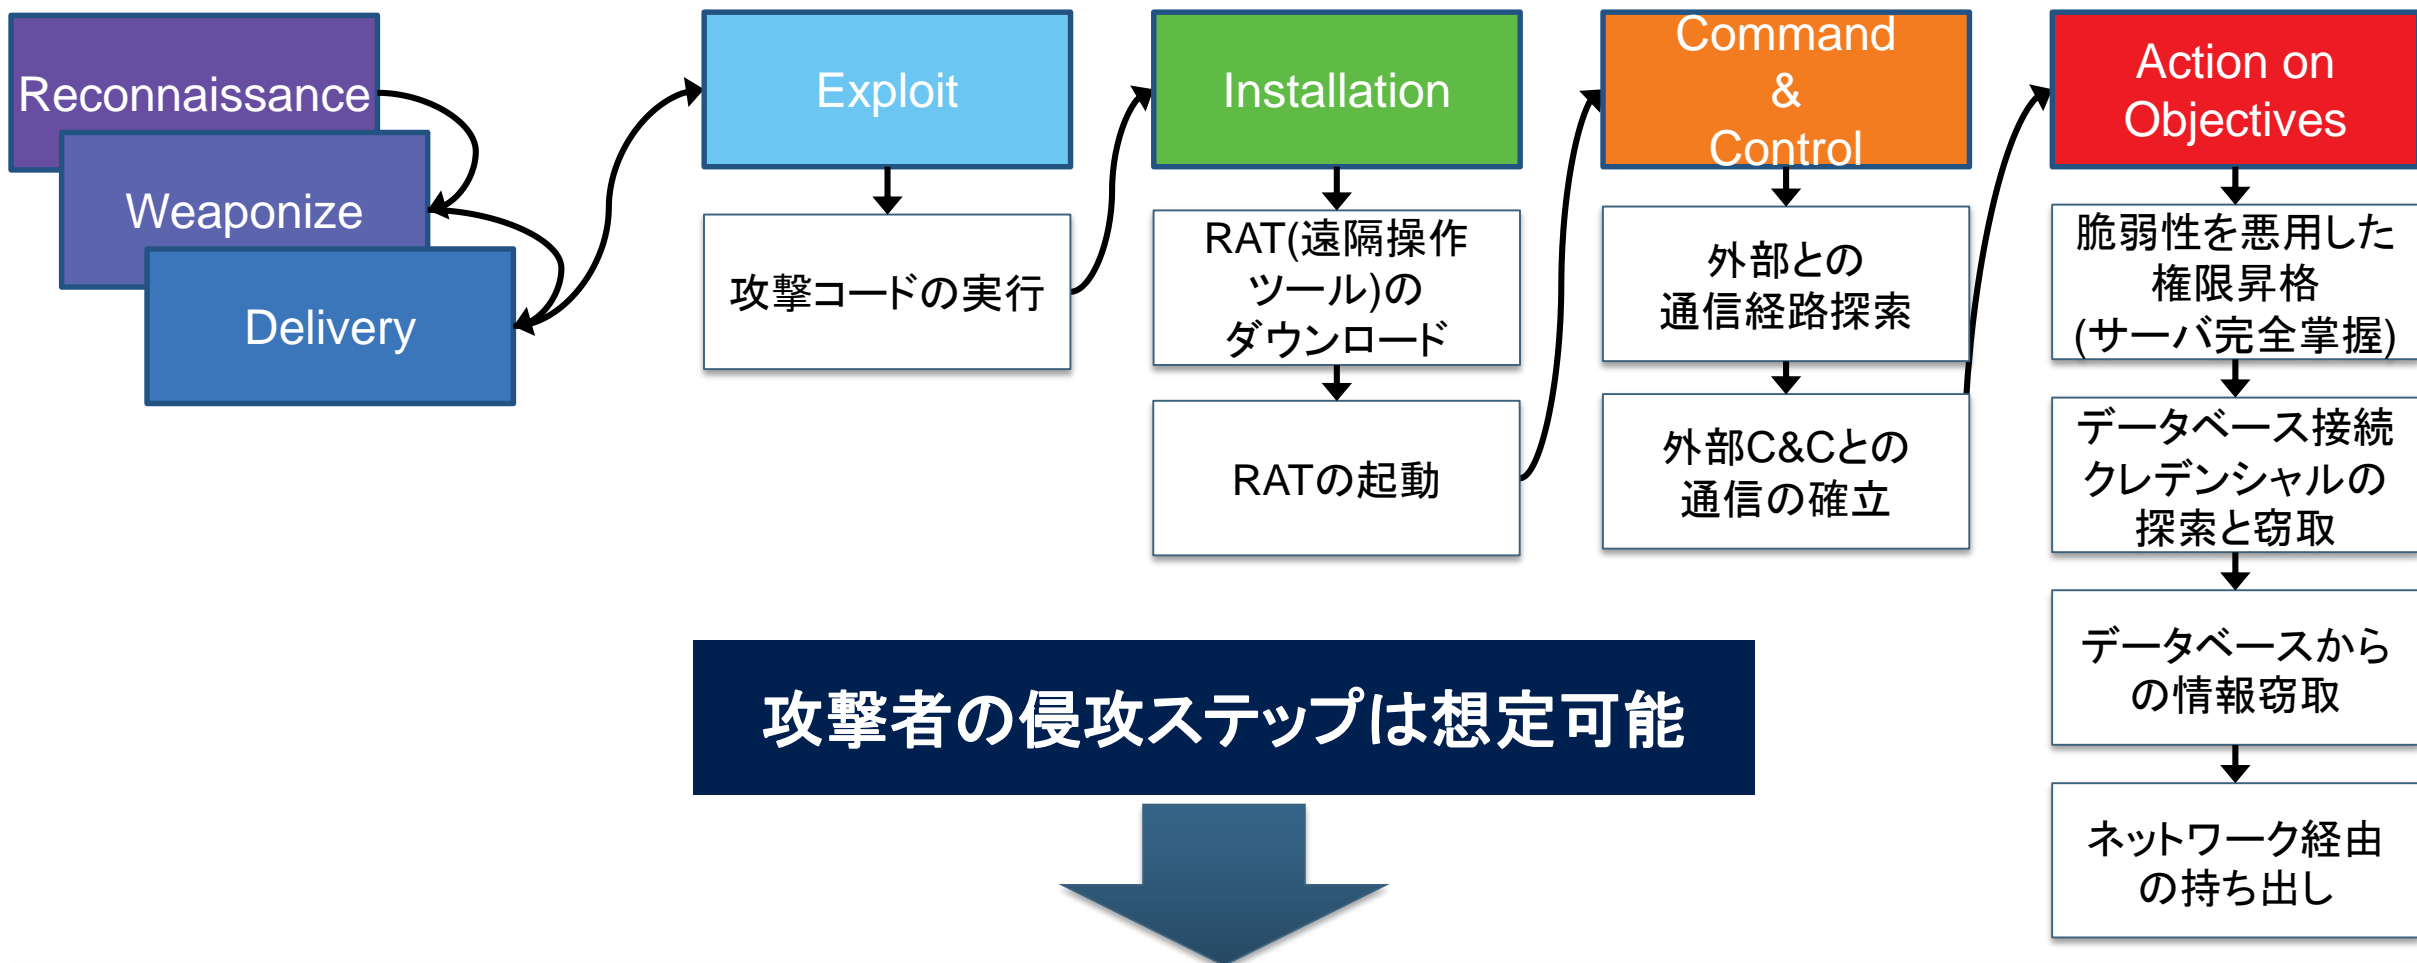 Reconnaissance
Weaponize
Delivery
Exploit
攻撃コードの実行
Installation
RAT(遠隔操作
ツール)の
ダウンロード
RATの起動
Command
&
Control
外部との
通信経路探索
外部C&Cとの
通信の確立
Action on
Objectives
脆弱性を悪用した
権限昇格
(サーバ完全掌握)
データベース接続
クレデンシャルの
探索と窃取
データベースから
の情報窃取
ネットワーク経由
の持ち出し
攻撃者の侵攻ステップは想定可能